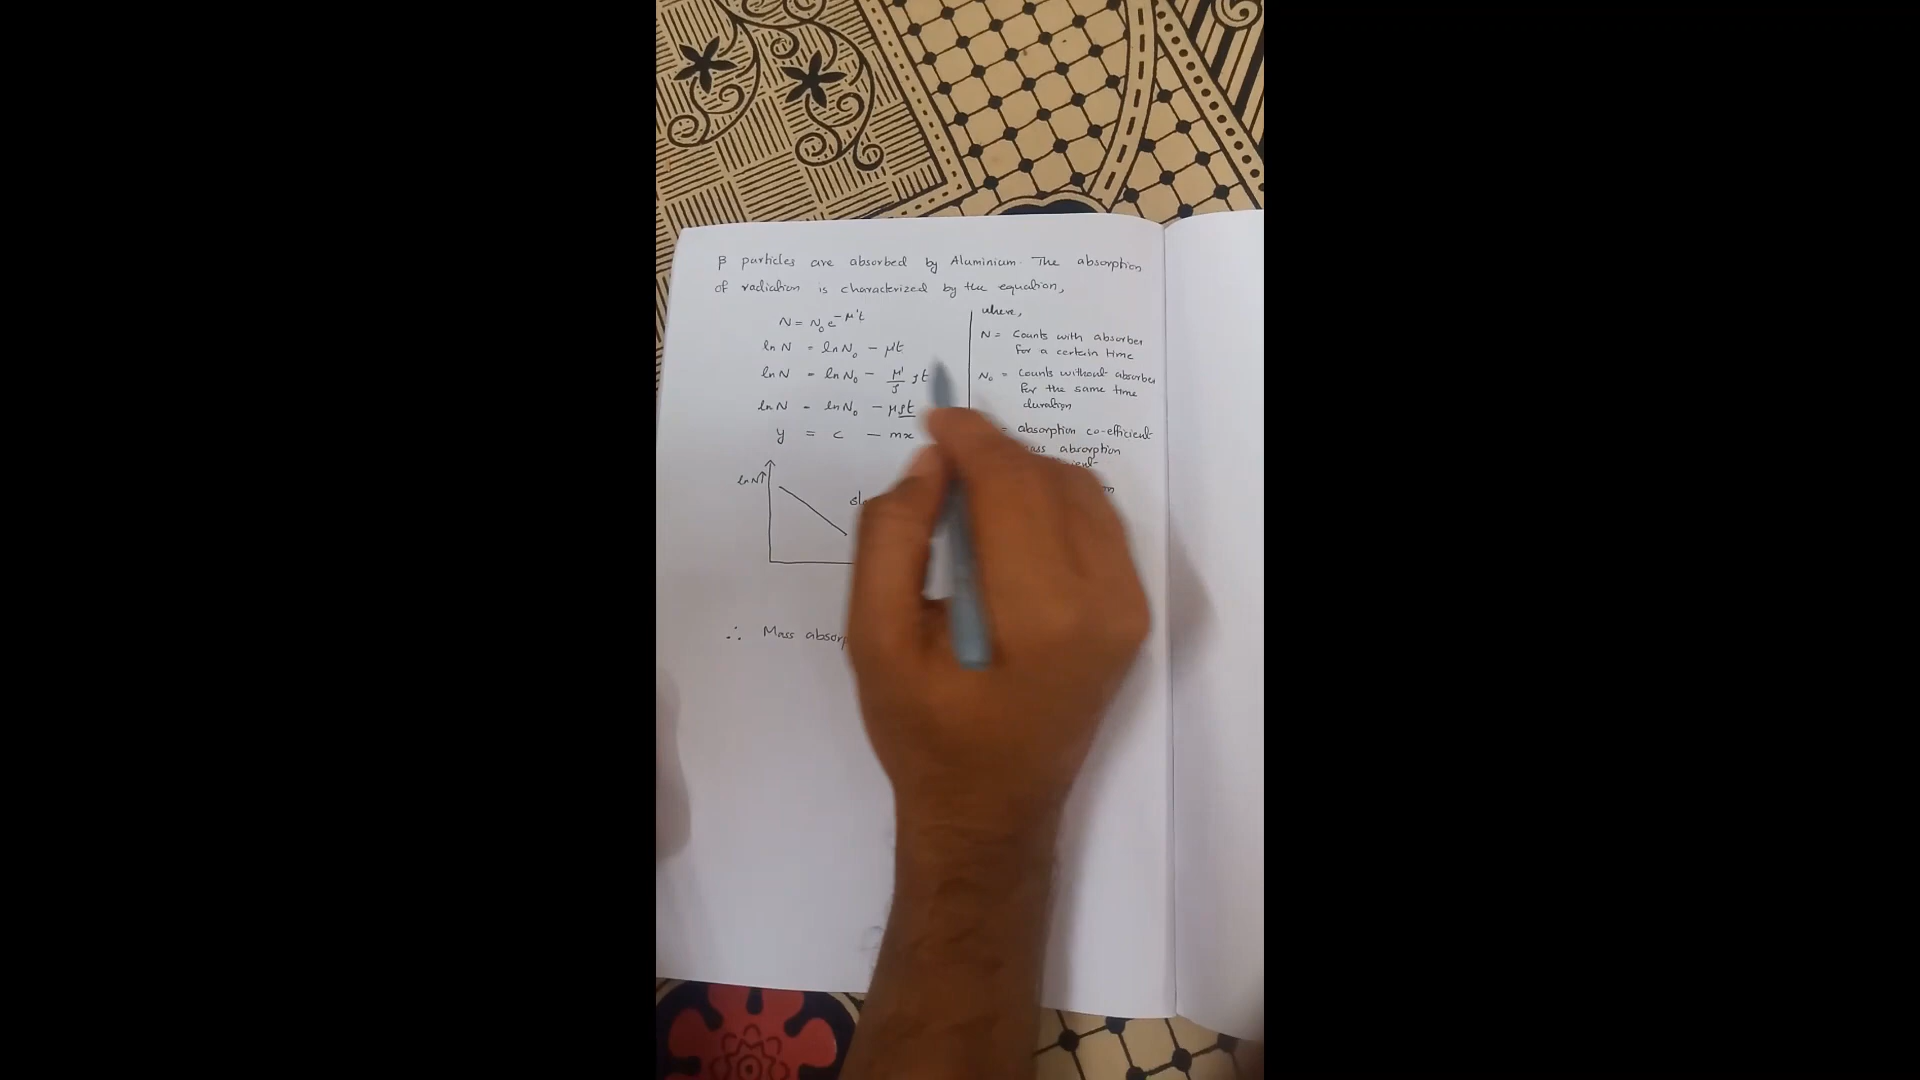 β particles are absorbed by Aluminium. The absorption
of radiation is characterized by the equation,
N = N₀e^-μ't
ln N = ln N₀ - μt
ln N = ln N₀ - μ'/ρ ρt
ln N = ln N₀ - μρt
y = c - mx
ln N↑
∴ Mass
where,
N = Counts with absorber
for a certain time
N₀ = Counts without absorber
for the same time
duration
= absorption co-efficient
absorption